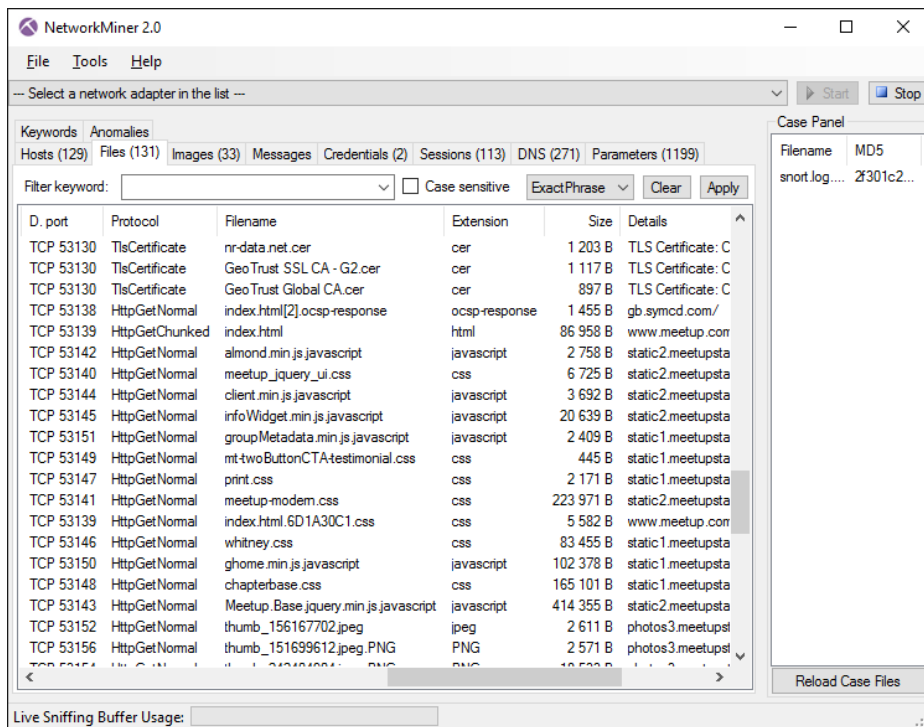 NetworkMiner 2.0
File Tools Help
--- Select a network adapter in the list ---
Start
Stop
Keywords Anomalies
Hosts (129) Files (131) Images (33) Messages Credentials (2) Sessions (113) DNS (271) Parameters (1199)
Filter keyword: Case sensitive ExactPhrase Clear Apply
D. port Protocol Filename Extension Size Details
TCP 53130 TlsCertificate nr-data.net.cer cer 1 203 B TLS Certificate: C
TCP 53130 TlsCertificate GeoTrust SSL CA - G2.cer cer 1 117 B TLS Certificate: C
TCP 53130 TlsCertificate GeoTrust Global CA.cer cer 897 B TLS Certificate: C
TCP 53138 HttpGetNormal index.html[2].ocsp-response ocsp-response 1 455 B gb.symcd.com/
TCP 53139 HttpGetChunked index.html html 86 958 B www.meetup.com
TCP 53142 HttpGetNormal almond.min.js.javascript javascript 2 758 B static2.meetupsta
TCP 53140 HttpGetNormal meetup_jquery_ui.css css 6 725 B static2.meetupsta
TCP 53144 HttpGetNormal client.min.js.javascript javascript 3 692 B static2.meetupsta
TCP 53145 HttpGetNormal infoWidget.min.js.javascript javascript 20 639 B static2.meetupsta
TCP 53151 HttpGetNormal groupMetadata.min.js.javascript javascript 2 409 B static1.meetupsta
TCP 53149 HttpGetNormal mt-twoButtonCTA-testimonial.css css 445 B static1.meetupsta
TCP 53147 HttpGetNormal print.css css 2 171 B static1.meetupsta
TCP 53141 HttpGetNormal meetup-modern.css css 223 971 B static2.meetupsta
TCP 53139 HttpGetNormal index.html.6D1A30C1.css css 5 582 B www.meetup.com
TCP 53146 HttpGetNormal whitney.css css 83 455 B static1.meetupsta
TCP 53150 HttpGetNormal ghome.min.js.javascript javascript 102 378 B static1.meetupsta
TCP 53148 HttpGetNormal chapterbase.css css 165 101 B static1.meetupsta
TCP 53143 HttpGetNormal Meetup.Base.jquery.min.js.javascript javascript 414 355 B static2.meetupsta
TCP 53152 HttpGetNormal thumb_156167702.jpeg jpeg 2 611 B photos3.meetupst
TCP 53156 HttpGetNormal thumb_151699612.jpeg.PNG PNG 2 571 B photos3.meetupst
Case Panel
Filename MD5
snort.log.... 2f301c2...
Reload Case Files
Live Sniffing Buffer Usage: